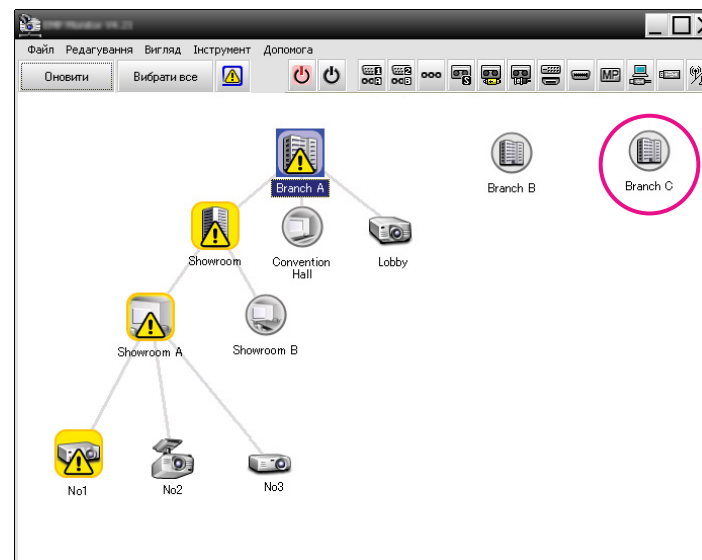 Файл Редагування Вигляд Інструмент Допомога
Оновити Вибрати все MP
Branch A Branch B Branch C
Showroom Convention Hall Lobby
Showroom A Showroom B
No1 No2 No3